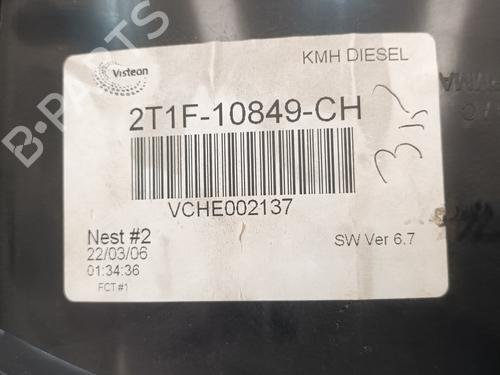 B-PARTS
Visteon
KMH DIESEL
2T1F-10849-CH
VCHE002137
Nest #2
22/03/06
01:34:36
FCT #1
SW Ver 6.7